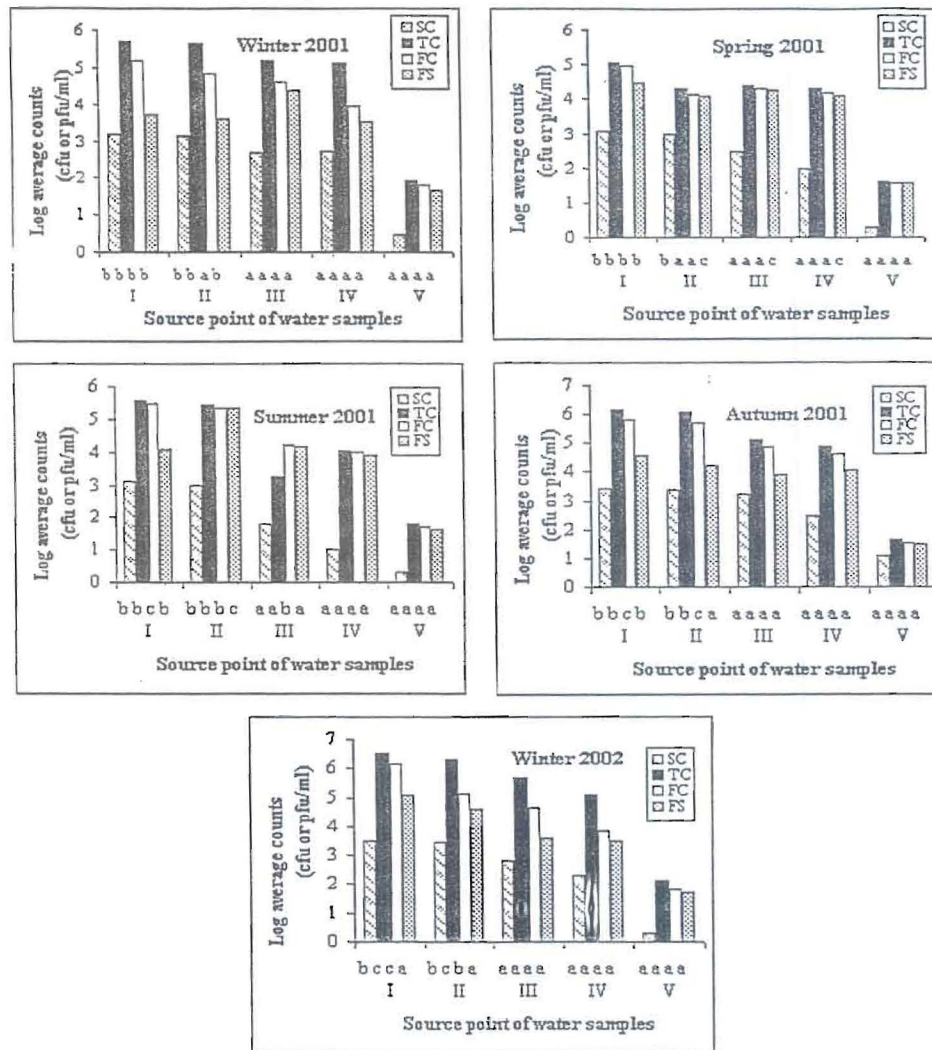 Winter 2001
SC
TC
FC
FS
Log average counts
(cfu or pfu/ml)
6
5
4
3
2
1
0
b b b b b b a b a a a a a a a a a a a a
I II III IV V
Source point of water samples
Spring 2001
SC
TC
FC
FS
Log average counts
(cfu or pfu/ml)
6
5
4
3
2
1
0
b b b b b a a c a a a c a a a c a a a a
I II III IV V
Source point of water samples
Summer 2001
SC
TC
FC
FS
Log average counts
(cfu or pfu/ml)
6
5
4
3
2
1
0
b b c b b b b c a a b a a a a a a a a a
I II III IV V
Source point of water samples
Autumn 2001
SC
TC
FC
FS
Log average counts
(cfu or pfu/ml)
7
6
5
4
3
2
1
0
b b c b b b c a a a a a a a a a a a a a
I II III IV V
Source point of water samples
Winter 2002
SC
TC
FC
FS
Log average counts
(cfu or pfu/ml)
7
6
5
4
3
2
1
0
b c c a b c b a a a a a a a a a a a a a
I II III IV V
Source point of water samples